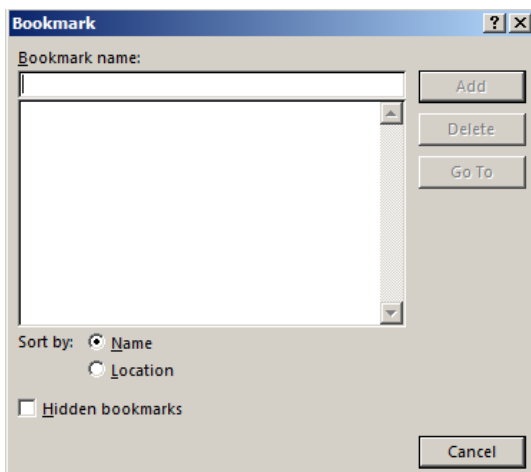 Bookmark
Bookmark name:
Add
Delete
Go To
Sort by: Name
Location
Hidden bookmarks
Cancel